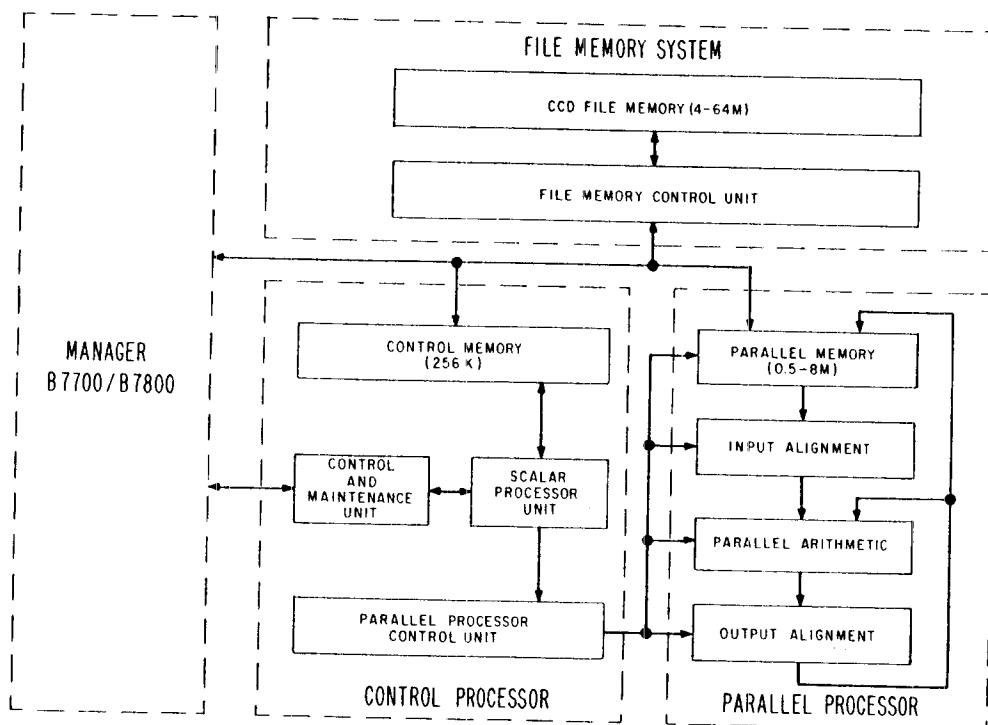 FILE MEMORY SYSTEM
CCD FILE MEMORY (4-64M)
FILE MEMORY CONTROL UNIT
MANAGER
B7700/B7800
CONTROL MEMORY
(256K)
CONTROL
AND
MAINTENANCE
UNIT
SCALAR
PROCESSOR
UNIT
PARALLEL PROCESSOR
CONTROL UNIT
CONTROL PROCESSOR
PARALLEL MEMORY
(0.5-8M)
INPUT ALIGNMENT
PARALLEL ARITHMETIC
OUTPUT ALIGNMENT
PARALLEL PROCESSOR